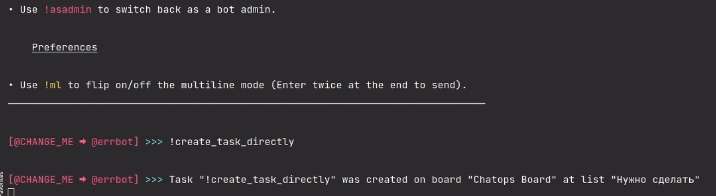 • Use !asadmin to switch back as a bot admin.
Preferences
• Use !ml to flip on/off the multiline mode (Enter twice at the end to send).
[@CHANGE_ME ➡ @errbot] >>> !create_task_directly
[@CHANGE_ME ➡ @errbot] >>> Task "!create_task_directly" was created on board "Chatops Board" at list "Нужно сделать"